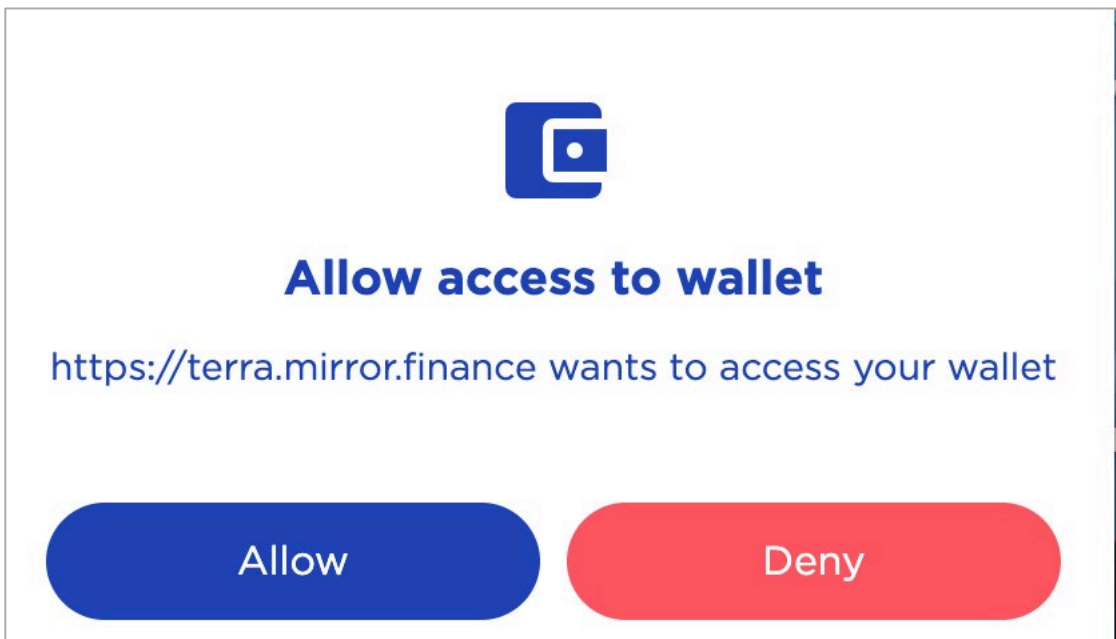 Allow access to wallet
https://terra.mirror.finance wants to access your wallet
Allow
Deny